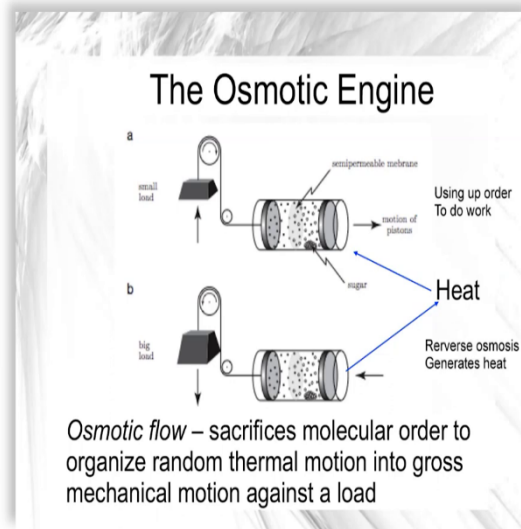 The Osmotic Engine
a
small
load
semipermeable mebrane
motion of
pistons
sugar
Using up order
To do work
Heat
b
big
load
Rerverse osmosis
Generates heat
Osmotic flow – sacrifices molecular order to
organize random thermal motion into gross
mechanical motion against a load